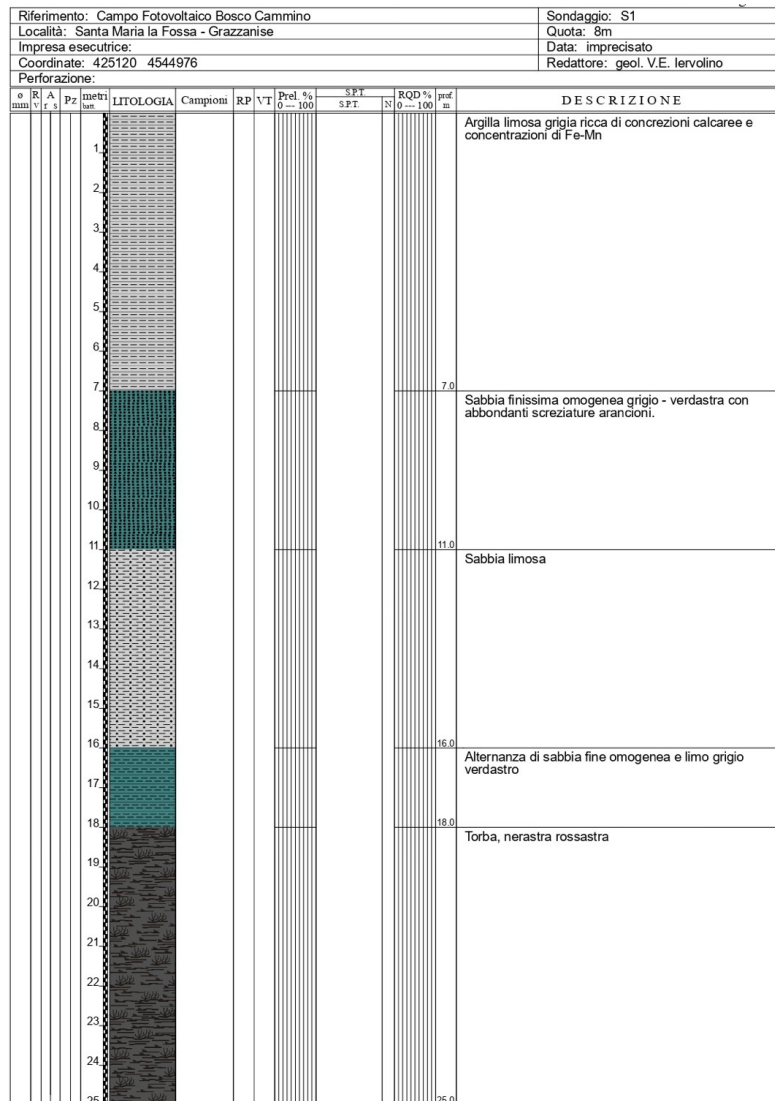 Riferimento: Campo Fotovoltaico Bosco Cammino
Sondaggio: S1
Località: Santa Maria la Fossa - Grazzanise
Quota: 8m
Impresa esecutrice:
Data: imprecisato
Coordinate: 425120 4544976
Redattore: geol. V.E. Iervolino
Perforazione:
ø mm
R v
A r s
Pz
metri batt.
LITOLOGIA
Campioni
RP
VT
Prel. % 0 --- 100
S.P.T.
S.P.T.
N
RQD % 0 --- 100
prof. m
DESCRIZIONE
Argilla limosa grigia ricca di concrezioni calcaree e
concentrazioni di Fe-Mn
1
2
3
4
5
6
7
7.0
Sabbia finissima omogenea grigio - verdastra con
abbondanti screziature arancioni.
8
9
10
11
11.0
Sabbia limosa
12
13
14
15
16
16.0
Alternanza di sabbia fine omogenea e limo grigio
verdastro
17
18
18.0
Torba, nerastra rossastra
19
20
21
22
23
24
25
25.0